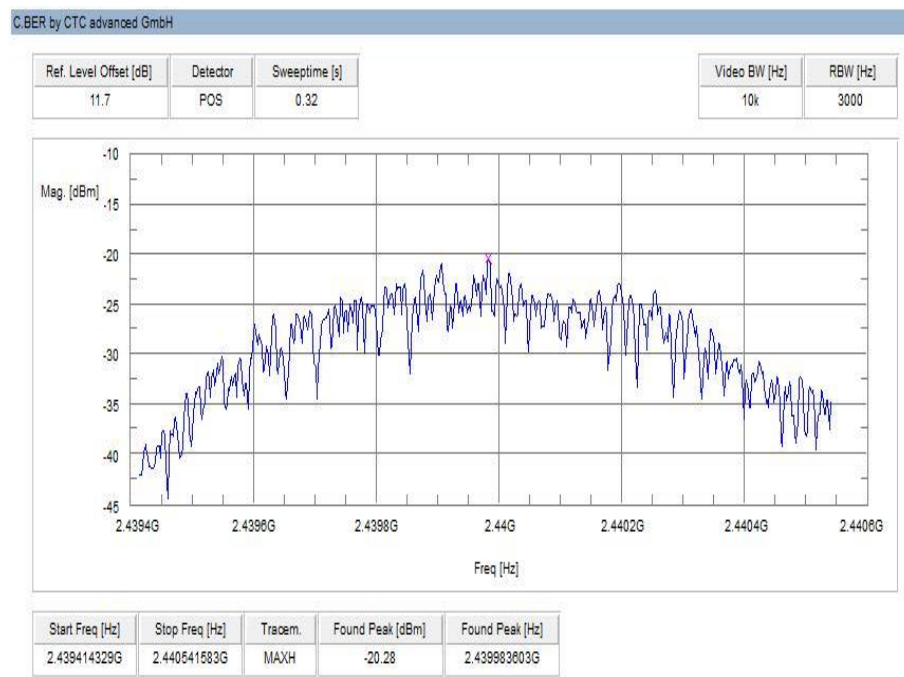 C.BER by CTC advanced GmbH
Ref. Level Offset [dB] Detector Sweeptime [s] Video BW [Hz] RBW [Hz]
11.7 POS 0.32 10k 3000
-10
Mag. [dBm]
-15
-20
-25
-30
-35
-40
-45
2.4394G 2.4396G 2.4398G 2.44G 2.4402G 2.4404G 2.4406G
Freq [Hz]
Start Freq [Hz] Stop Freq [Hz] Tracem. Found Peak [dBm] Found Peak [Hz]
2.439414329G 2.440541583G MAXH -20.28 2.439983603G